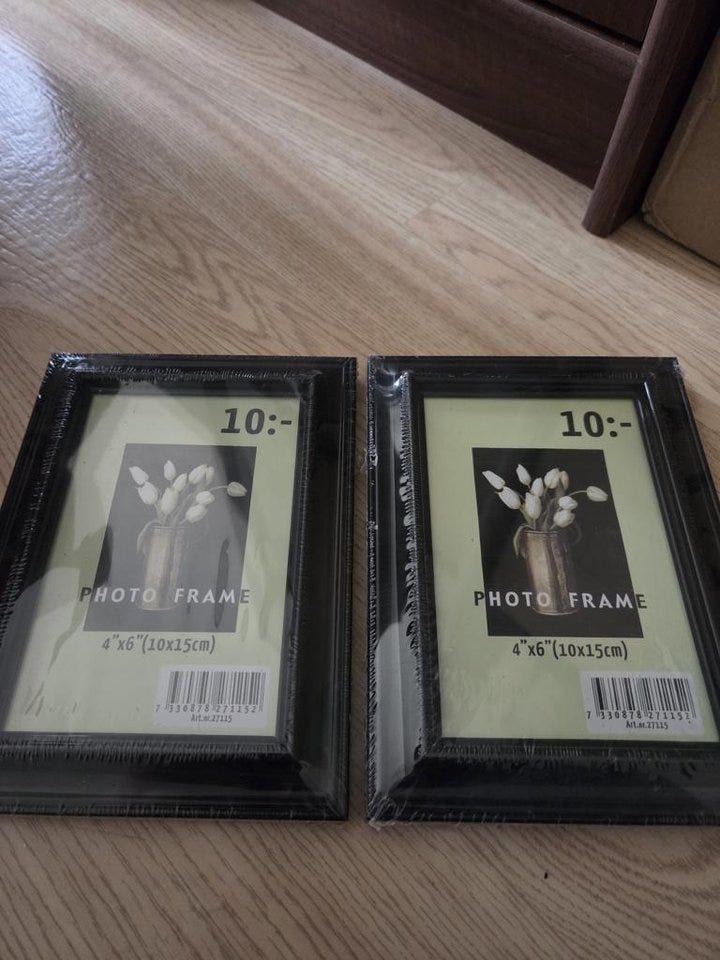 10:-
PHOTO FRAME
4"x6"(10x15cm)
7 330878 271152
Art.nr.27115
10:-
PHOTO FRAME
4"x6"(10x15cm)
7 330878 271152
Art.nr.27115